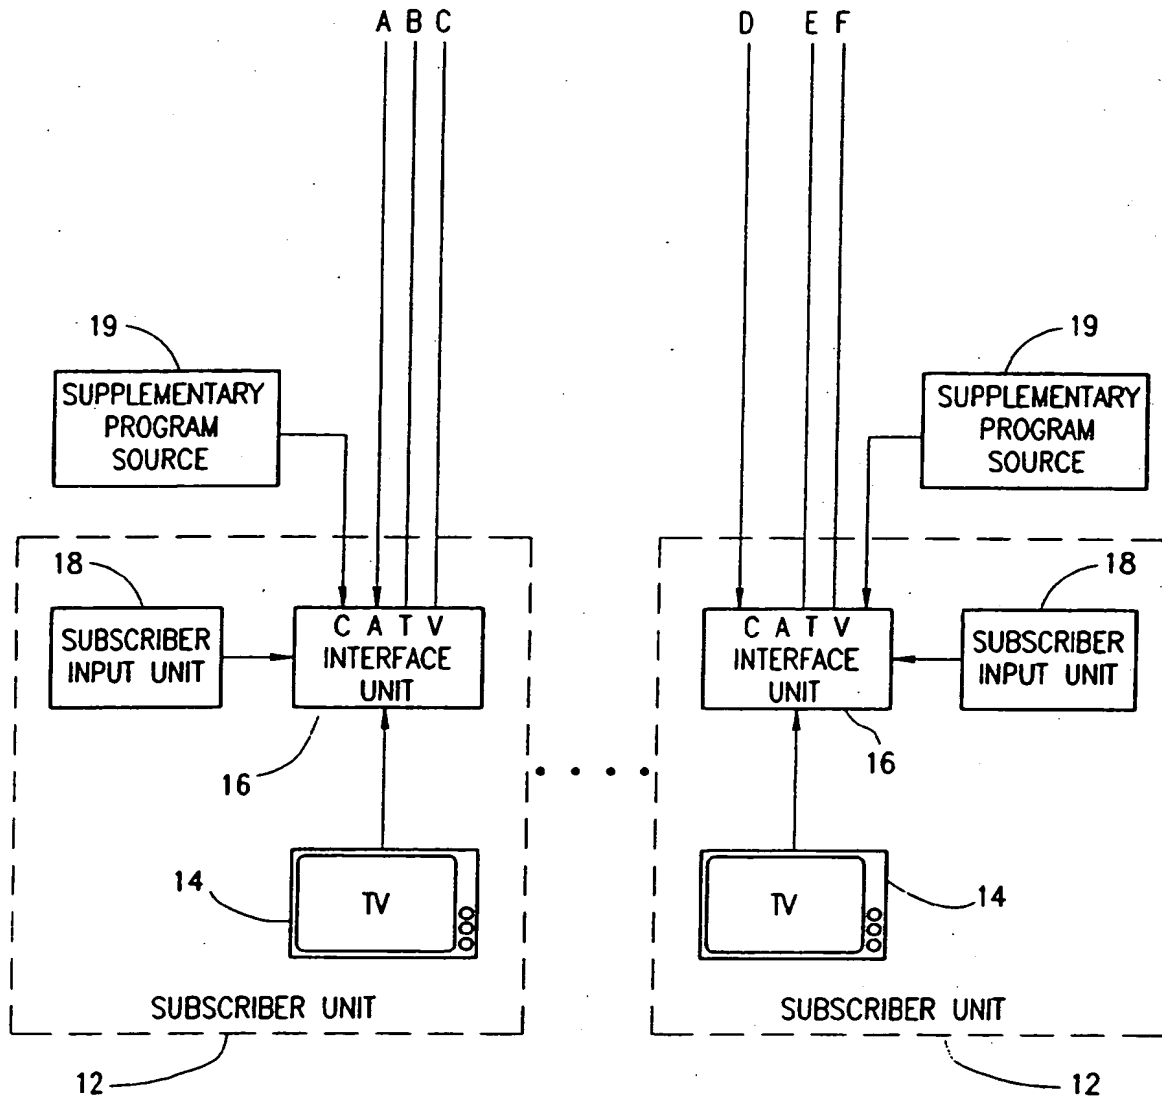 A B C
D E F
19
SUPPLEMENTARY
PROGRAM
SOURCE
19
SUPPLEMENTARY
PROGRAM
SOURCE
18
SUBSCRIBER
INPUT UNIT
C A T V
INTERFACE
UNIT
16
C A T V
INTERFACE
UNIT
16
18
SUBSCRIBER
INPUT UNIT
14
TV
TV
14
SUBSCRIBER UNIT
12
SUBSCRIBER UNIT
12